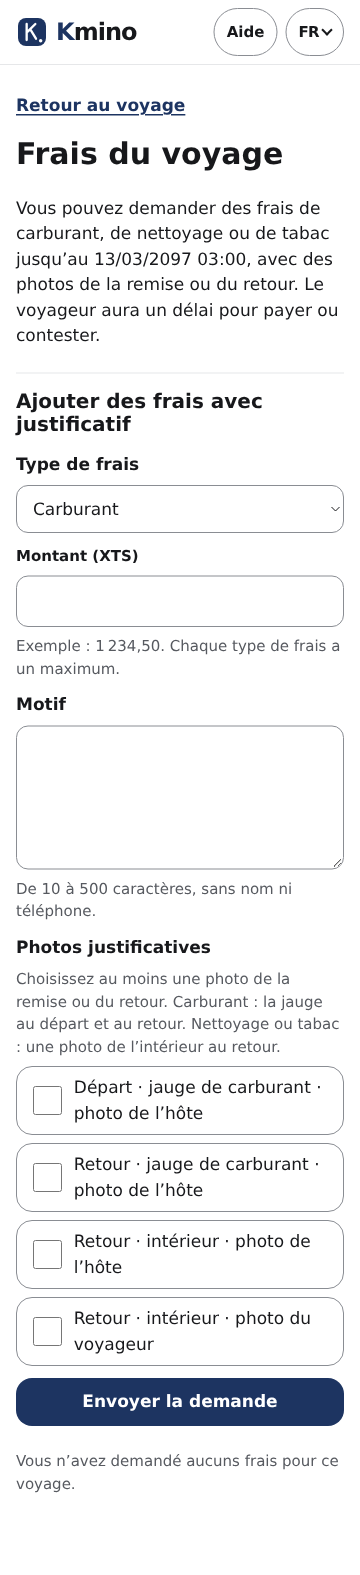 K. Kmino
Aide
FR
Retour au voyage
Frais du voyage
Vous pouvez demander des frais de
carburant, de nettoyage ou de tabac
jusqu’au 13/03/2097 03:00, avec des
photos de la remise ou du retour. Le
voyageur aura un délai pour payer ou
contester.
Ajouter des frais avec
justificatif
Type de frais
Carburant
Montant (XTS)
Exemple : 1 234,50. Chaque type de frais a
un maximum.
Motif
De 10 à 500 caractères, sans nom ni
téléphone.
Photos justificatives
Choisissez au moins une photo de la
remise ou du retour. Carburant : la jauge
au départ et au retour. Nettoyage ou tabac
: une photo de l’intérieur au retour.
Départ · jauge de carburant ·
photo de l’hôte
Retour · jauge de carburant ·
photo de l’hôte
Retour · intérieur · photo de
l’hôte
Retour · intérieur · photo du
voyageur
Envoyer la demande
Vous n’avez demandé aucuns frais pour ce
voyage.